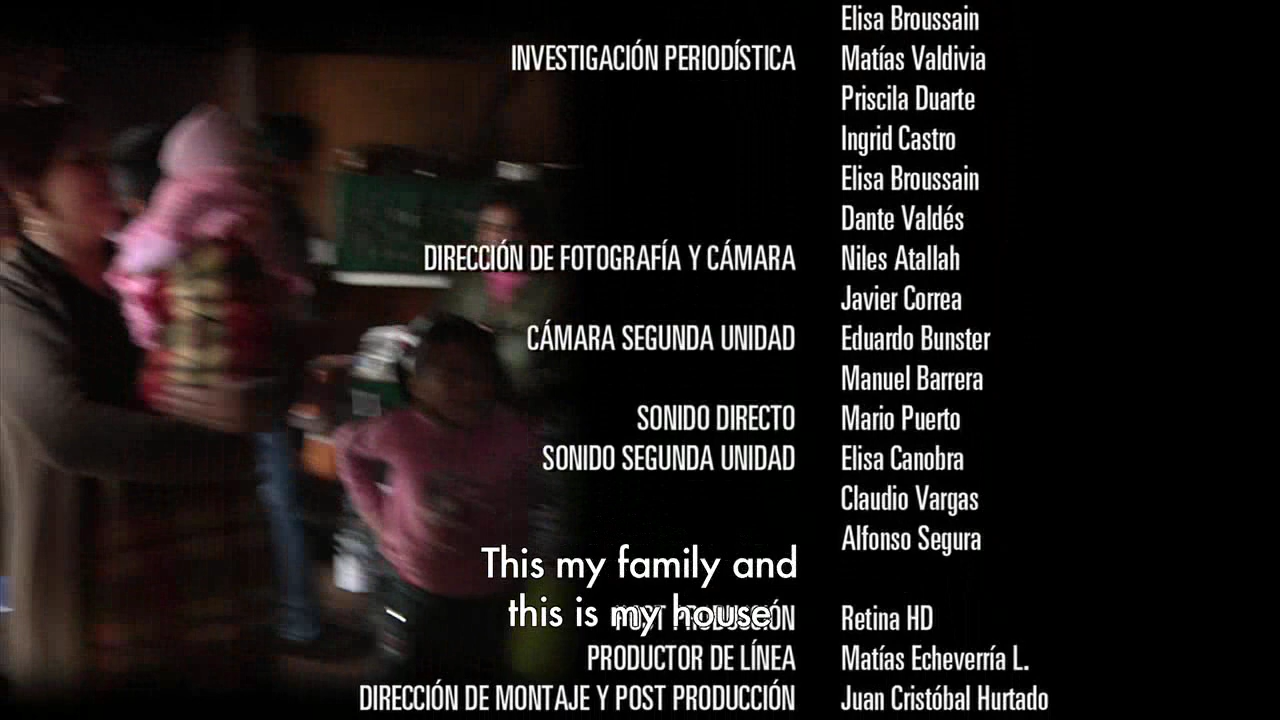 Elisa Broussain
INVESTIGACIÓN PERIODÍSTICA Matías Valdivia
Priscila Duarte
Ingrid Castro
Elisa Broussain
Dante Valdés
DIRECCIÓN DE FOTOGRAFÍA Y CÁMARA Niles Atallah
Javier Correa
CÁMARA SEGUNDA UNIDAD Eduardo Bunster
Manuel Barrera
SONIDO DIRECTO Mario Puerto
SONIDO SEGUNDA UNIDAD Elisa Canobra
Claudio Vargas
Alfonso Segura
This my family and
this is my house
POST PRODUCCIÓN Retina HD
PRODUCTOR DE LÍNEA Matías Echeverría L.
DIRECCIÓN DE MONTAJE Y POST PRODUCCIÓN Juan Cristóbal Hurtado